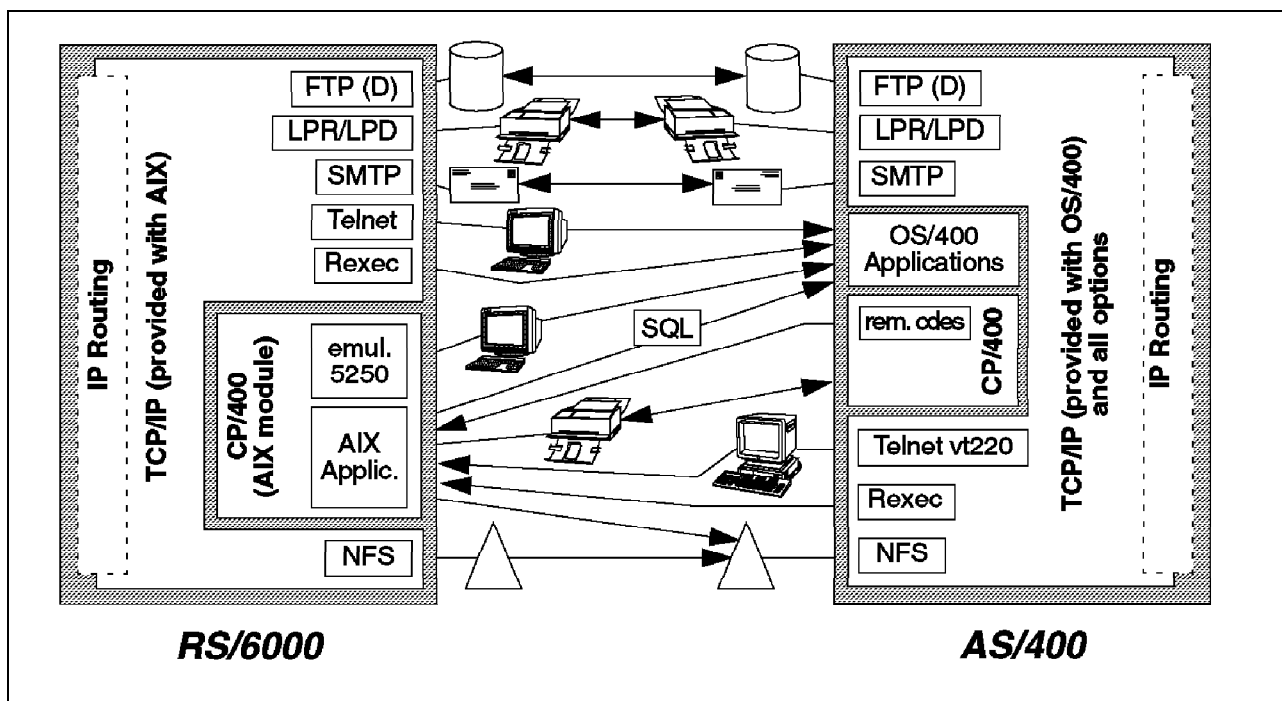 IP Routing
TCP/IP (provided with AIX)
FTP (D)
LPR/LPD
SMTP
Telnet
Rexec
CP/400
(AIX module)
emul.
5250
AIX
Applic.
NFS
RS/6000
SQL
FTP (D)
LPR/LPD
SMTP
OS/400
Applications
rem. cdes
CP/400
Telnet vt220
Rexec
NFS
TCP/IP (provided with OS/400)
and all options
IP Routing
AS/400